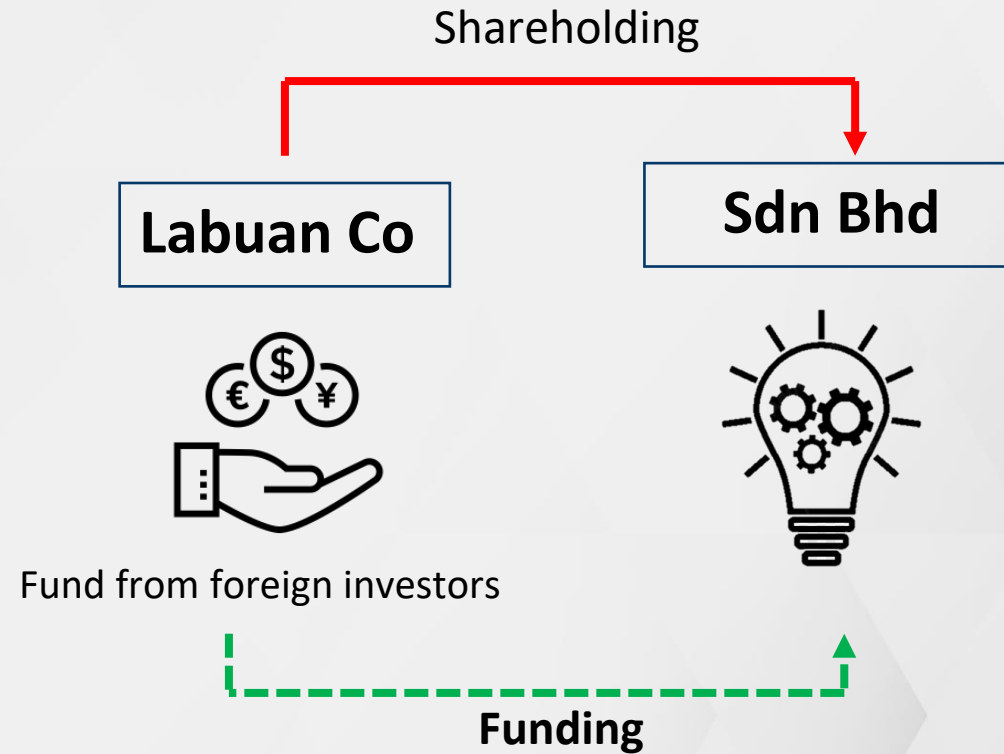 Shareholding
Labuan Co
Sdn Bhd
$
€
¥
Fund from foreign investors
Funding